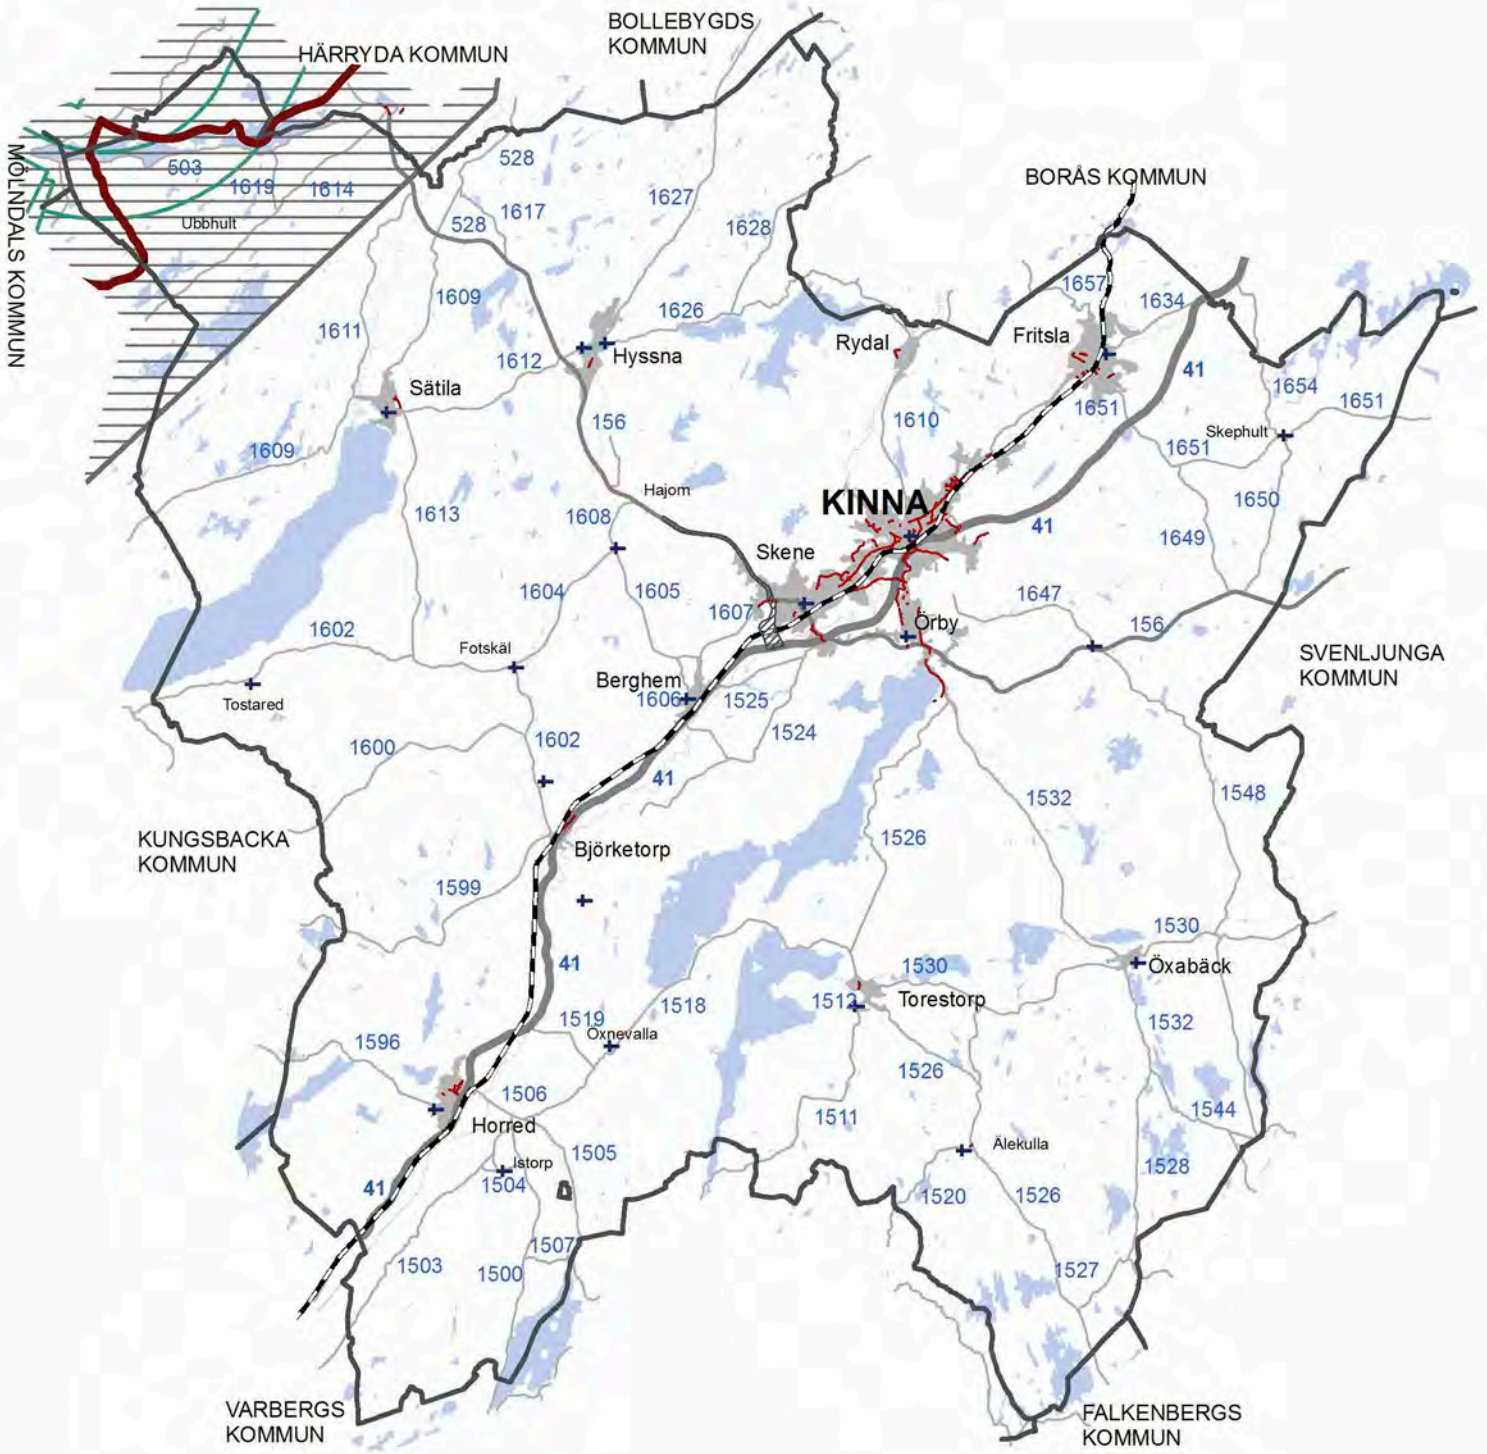 BOLLEBYGDS
KOMMUN
HÄRRYDA KOMMUN
MÖLNDALS KOMMUN
503
1619
1614
Ubbhult
528
1617
528
1627
1628
BORÅS KOMMUN
1657
1634
1609
1611
1626
1612
Hyssna
Rydal
Fritsla
41
1654
1651
Sätila
156
1610
1651
Skephult
1651
1609
1650
Hajom
KINNA
1613
1608
41
1649
Skene
1604
1605
1607
1647
156
Örby
1602
Fotskäl
SVENLJUNGA
KOMMUN
Berghem
1606
1525
Tostared
1524
1600
1602
41
1532
1548
KUNGSBACKA
KOMMUN
Björketorp
1526
1599
1530
41
1530
Öxabäck
1518
1512
Torestorp
1519
Öxnevalla
1532
1596
1526
1506
Horred
1511
1544
Älekulla
1505
Istorp
1504
1528
41
1520
1526
1507
1503
1500
1527
VARBERGS
KOMMUN
FALKENBERGS
KOMMUN